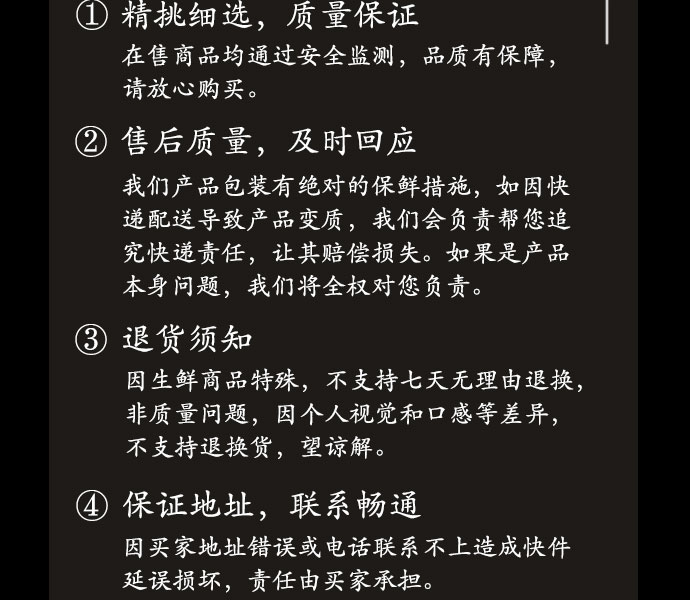 ① 精挑细选，质量保证
在售商品均通过安全监测，品质有保障，
请放心购买。
② 售后质量，及时回应
我们产品包装有绝对的保鲜措施，如因快
递配送导致产品变质，我们会负责帮您追
究快递责任，让其赔偿损失。如果是产品
本身问题，我们将全权对您负责。
③ 退货须知
因生鲜商品特殊，不支持七天无理由退换，
非质量问题，因个人视觉和口感等差异，
不支持退换货，望谅解。
④ 保证地址，联系畅通
因买家地址错误或电话联系不上造成快件
延误损坏，责任由买家承担。